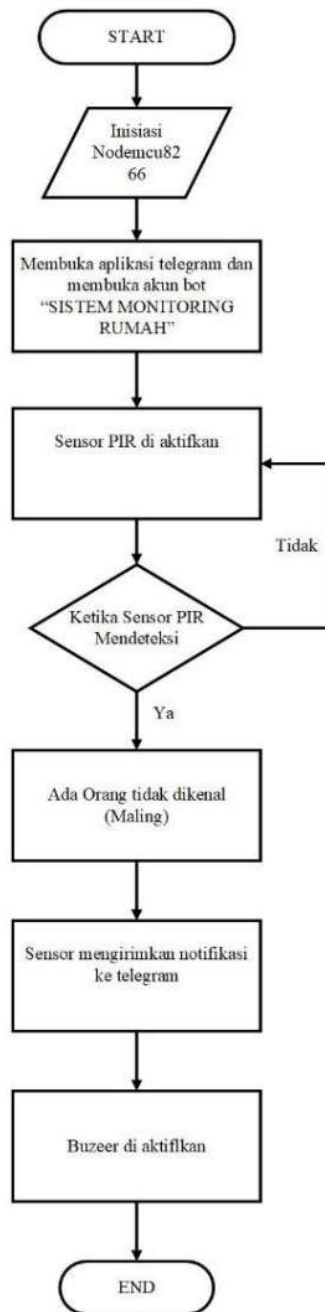 START
Inisiasi
Nodemcu82
66
Membuka aplikasi telegram dan
membuka akun bot
“SISTEM MONITORING
RUMAH”
Sensor PIR di aktifkan
Tidak
Ketika Sensor PIR
Mendeteksi
Ya
Ada Orang tidak dikenal
(Maling)
Sensor mengirimkan notifikasi
ke telegram
Buzeer di aktiflkan
END